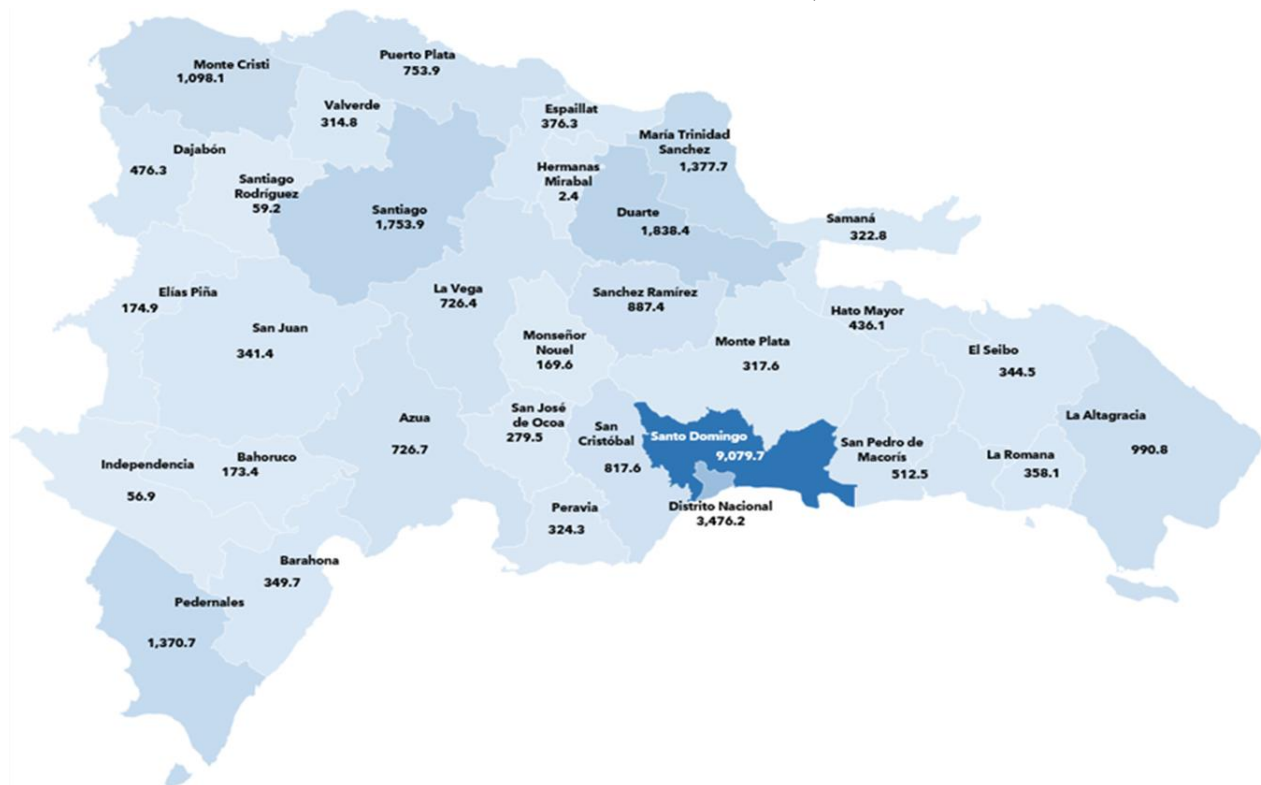 Monte Cristi
1,098.1
Puerto Plata
753.9
Valverde
314.8
Espaillat
376.3
María Trinidad
Sanchez
1,377.7
Dajabón
476.3
Santiago
Rodríguez
59.2
Hermanas
Mirabal
2.4
Santiago
1,753.9
Duarte
1,838.4
Samaná
322.8
Elías Piña
174.9
La Vega
726.4
Sanchez Ramírez
887.4
Hato Mayor
436.1
San Juan
341.4
Monseñor
Nouel
169.6
Monte Plata
317.6
El Seibo
344.5
Azua
726.7
San José
de Ocoa
279.5
San
Cristóbal
817.6
Santo Domingo
9,079.7
San Pedro de
Macorís
512.5
La Romana
358.1
La Altagracia
990.8
Independencia
56.9
Bahoruco
173.4
Peravia
324.3
Distrito Nacional
3,476.2
Barahona
349.7
Pedernales
1,370.7